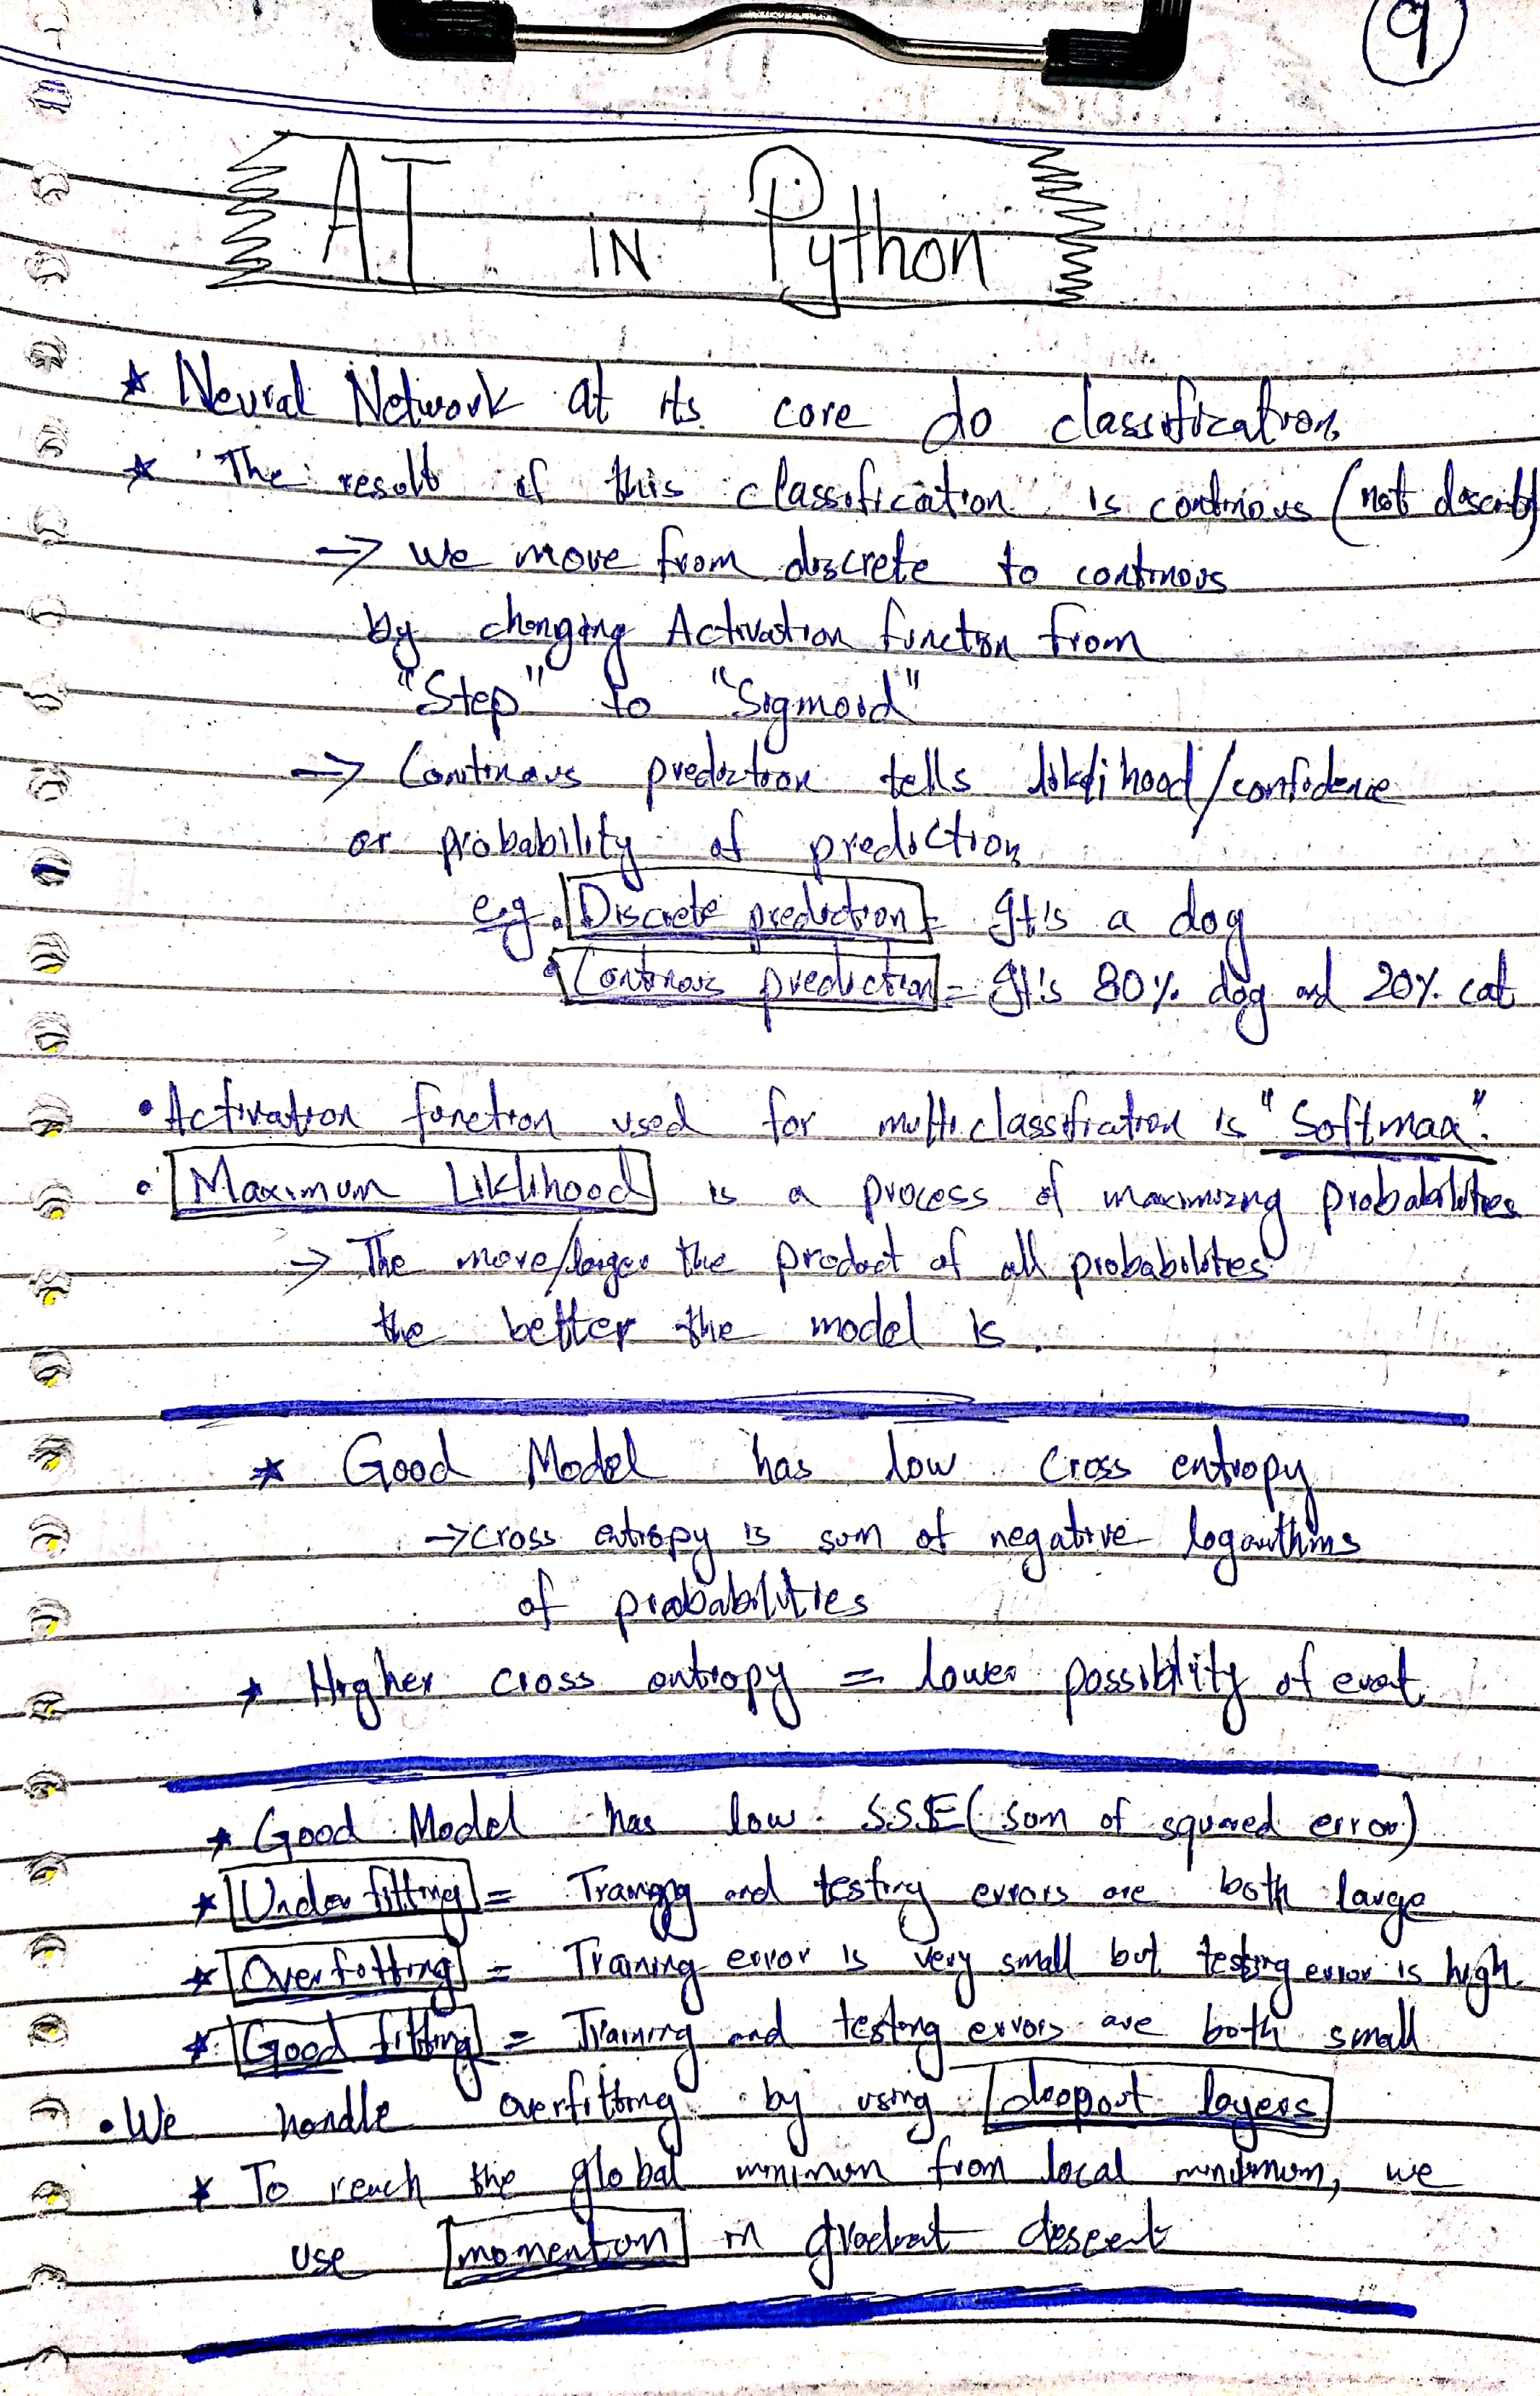 9
AI IN Python
★ Neural Network at its core do classification.
★ The result of this classification is continous (not discrete)
→ we move from discrete to continous
by changing Activation function from
"Step" to "Sigmoid"
→ Continous prediction tells likelihood/confidence
or probability of prediction
e.g. • Discrete prediction = It's a dog
• Continous prediction = It's 80% dog and 20% cat
• Activation function used for multi.classification is "Softmax".
• Maximum Liklihood is a process of maximizing probabilities
→ The more/larger the product of all probabilities
the better the model is.
★ Good Model has low cross entropy
→ cross entropy is sum of negative logarithms
of probabilities
★ Higher cross entropy = lower possiblity of event.
★ Good Model has low S.S.E (sum of squared error)
★ Under fitting = Training and testing errors are both large
★ Overfitting = Training error is very small but testing error is high
★ Good fitting = Training and testing errors are both small
• We handle overfitting by using dropout layers
★ To reach the global minimum from local minimum, we
use momentum in gradient descent